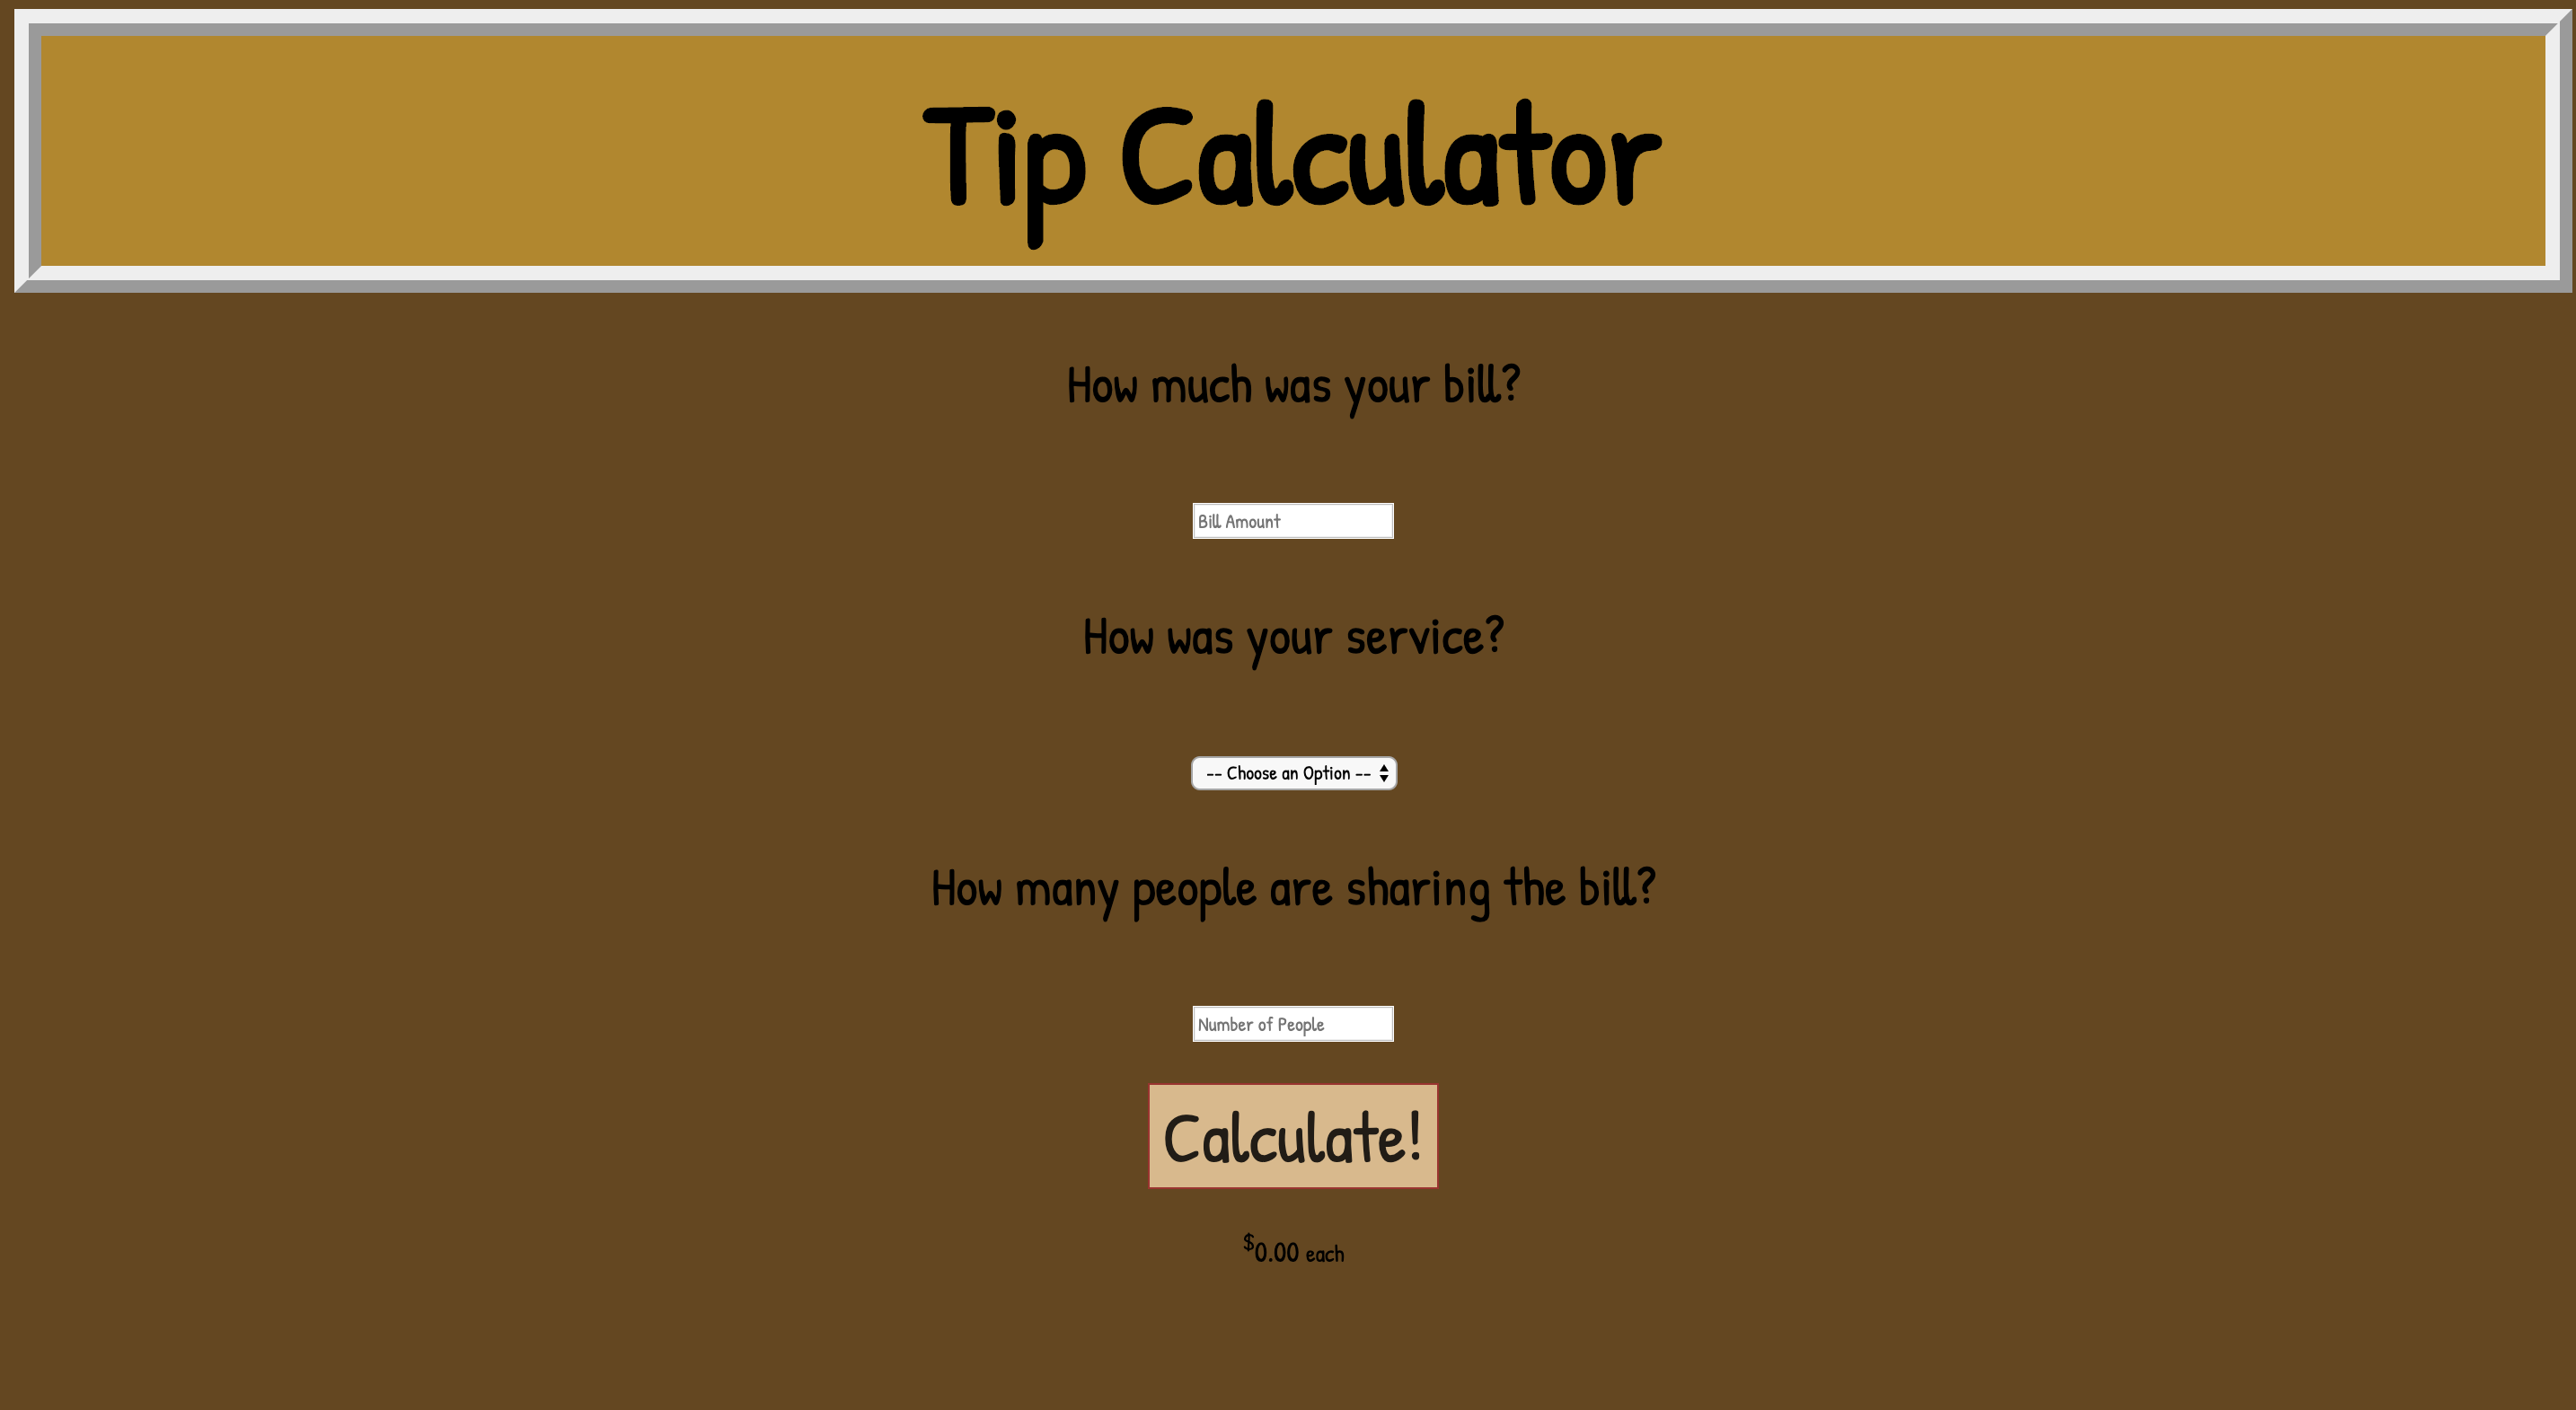 Tip Calculator
How much was your bill?
Bill Amount
How was your service?
-- Choose an Option --
How many people are sharing the bill?
Number of People
Calculate!
$0.00 each